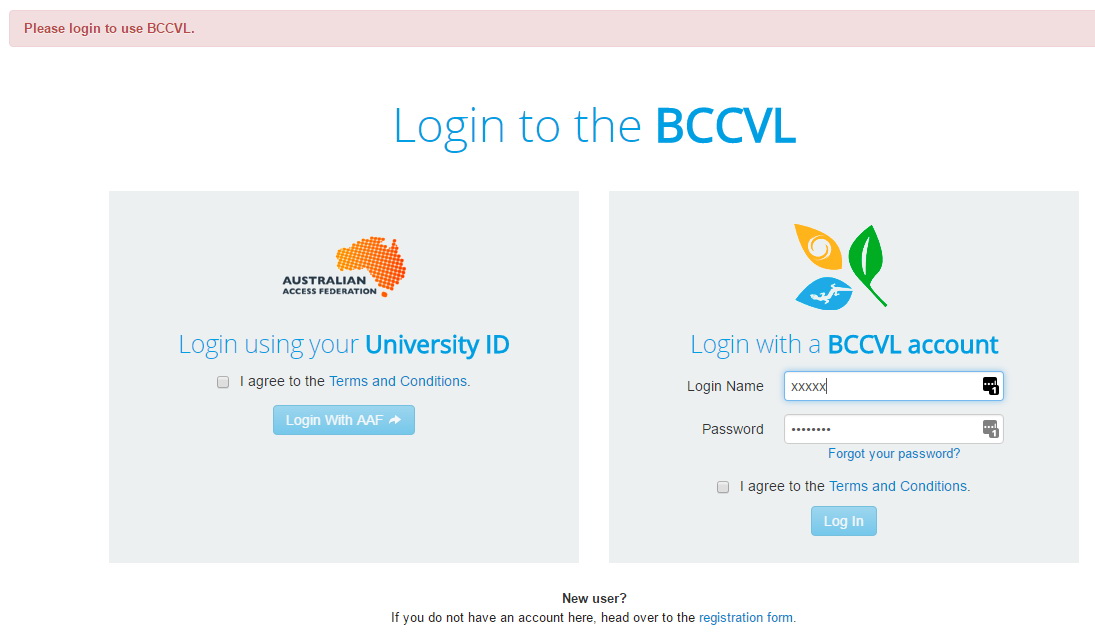 Please login to use BCCVL.
Login to the BCCVL
AUSTRALIAN
ACCESS FEDERATION
Login using your University ID
I agree to the Terms and Conditions.
Login With AAF
Login with a BCCVL account
Login Name
xxxxx
1
Password
••••••••
1
Forgot your password?
I agree to the Terms and Conditions.
Log In
New user?
If you do not have an account here, head over to the registration form.